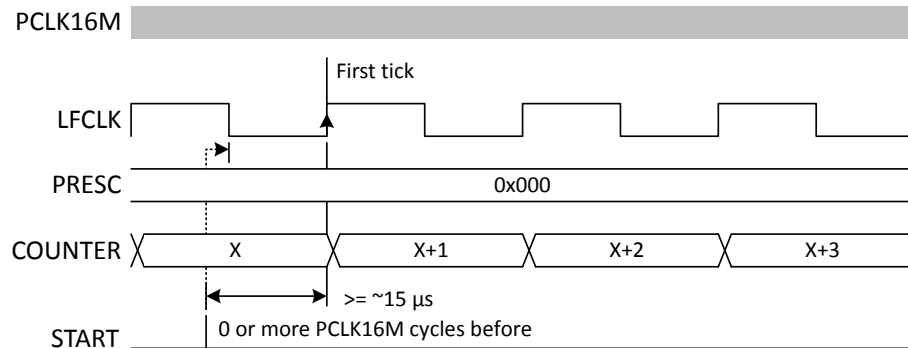 PCLK16M
First tick
LFCLK
PRESC
0x000
COUNTER
X
X+1
X+2
X+3
>= ~15 µs
0 or more PCLK16M cycles before
START